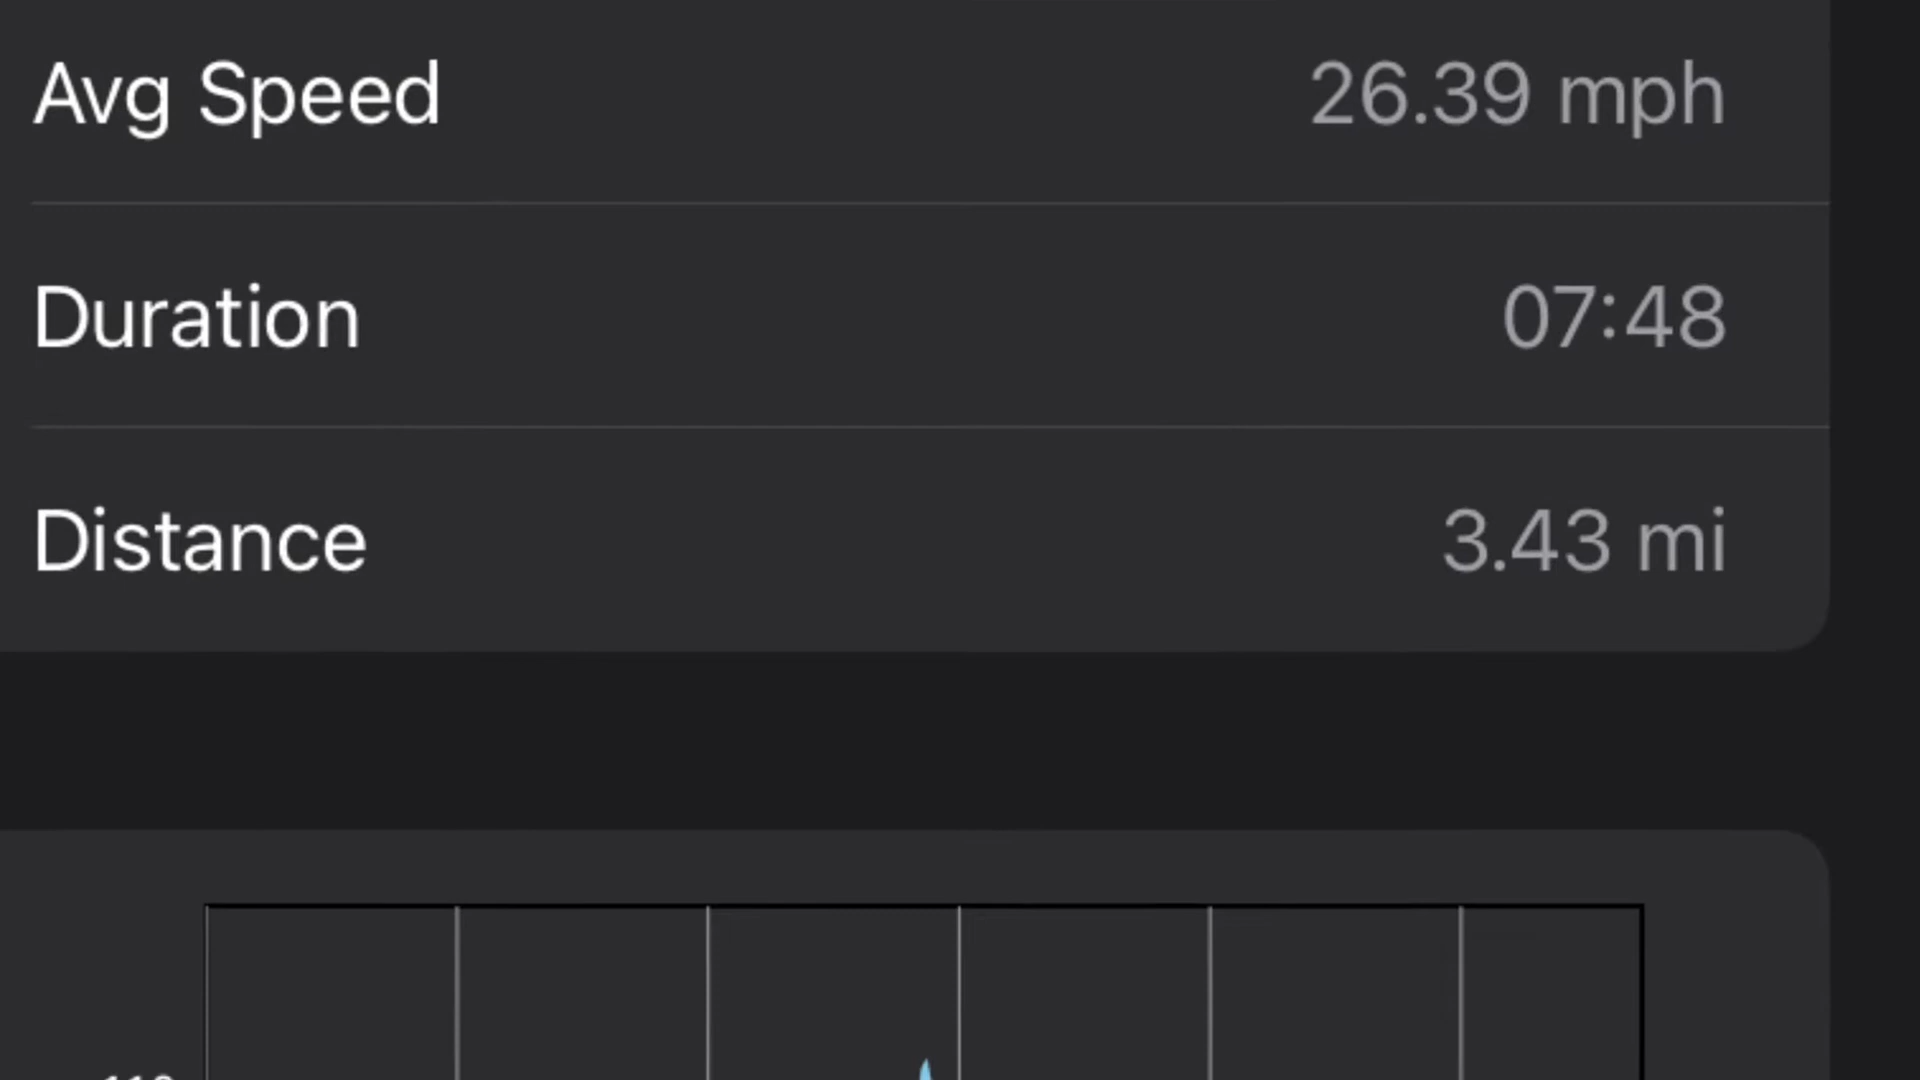 Avg Speed 26.39 mph
Duration 07:48
Distance 3.43 mi